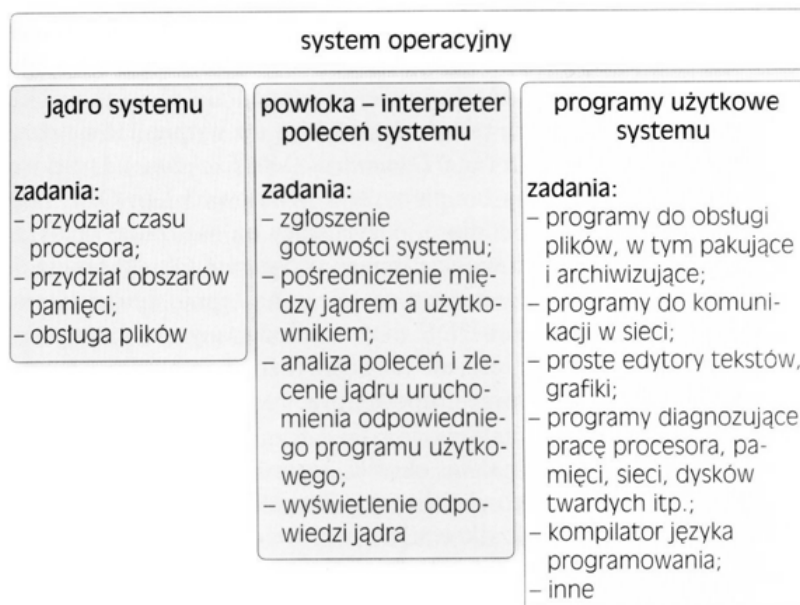 system operacyjny
jądro systemu
zadania:
– przydział czasu
procesora;
– przydział obszarów
pamięci;
– obsługa plików
powłoka – interpreter
poleceń systemu
zadania:
– zgłoszenie
gotowości systemu;
– pośredniczenie mię-
dzy jądrem a użytko-
wnikiem;
– analiza poleceń i zle-
cenie jądru urucho-
mienia odpowiednie-
go programu użytko-
wego;
– wyświetlenie odpo-
wiedzi jądra
programy użytkowe
systemu
zadania:
– programy do obsługi
plików, w tym pakujące
i archiwizujące;
– programy do komuni-
kacji w sieci;
– proste edytory tekstów,
grafiki;
– programy diagnozujące
pracę procesora, pa-
mięci, sieci, dysków
twardych itp.;
– kompilator języka
programowania;
– inne